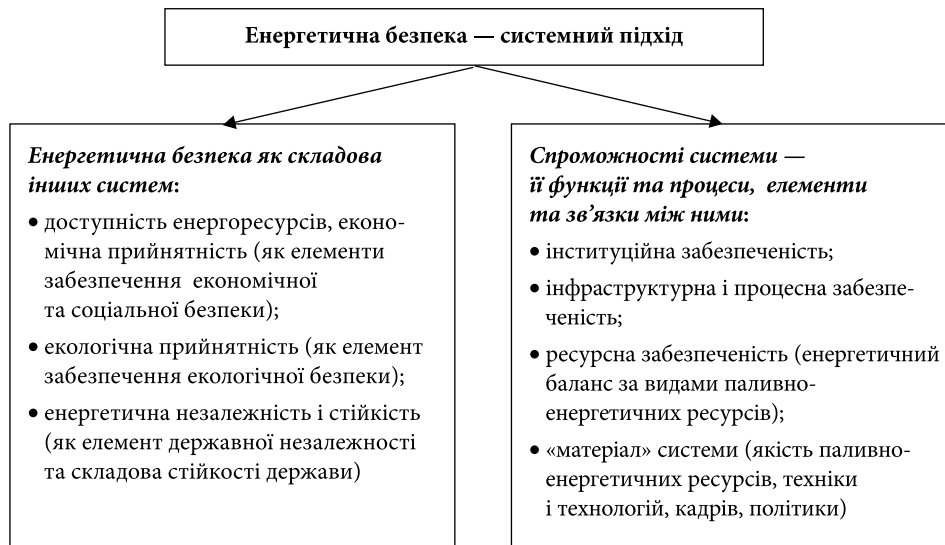 Енергетична безпека — системний підхід
Енергетична безпека як складова
інших систем:
• доступність енергоресурсів, еконо-
мічна прийнятність (як елементи
забезпечення економічної
та соціальної безпеки);
• екологічна прийнятність (як елемент
забезпечення екологічної безпеки);
• енергетична незалежність і стійкість
(як елемент державної незалежності
та складова стійкості держави)
Спроможності системи —
її функції та процеси, елементи
та зв’язки між ними:
• інституційна забезпеченість;
• інфраструктурна і процесна забезпе-
ченість;
• ресурсна забезпеченість (енергетичний
баланс за видами паливно-
енергетичних ресурсів);
• «матеріал» системи (якість паливно-
енергетичних ресурсів, техніки
і технологій, кадрів, політики)